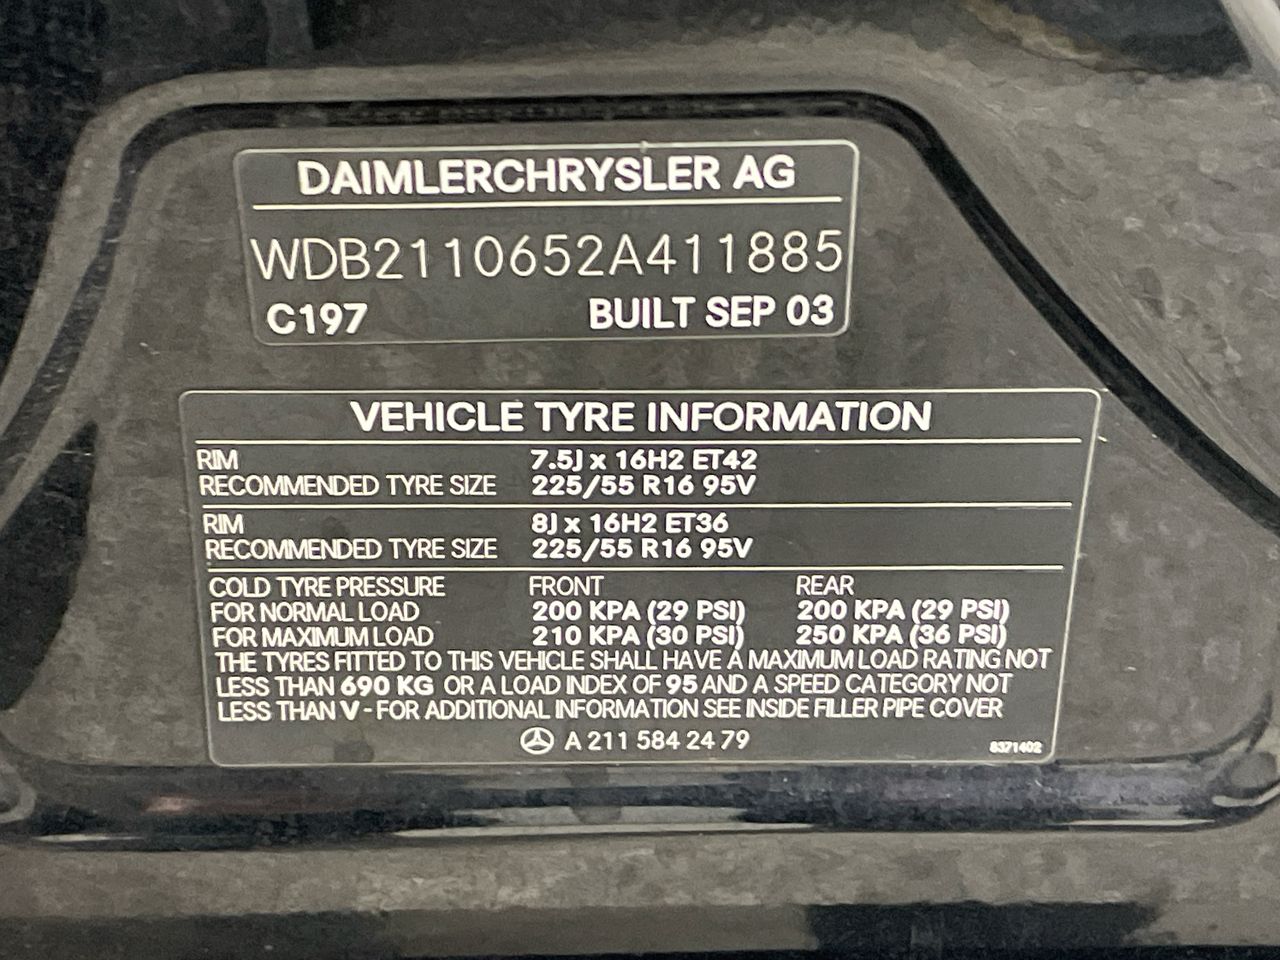 DAIMLERCHRYSLER AG
WDB2110652A411885
C197 BUILT SEP 03
VEHICLE TYRE INFORMATION
RIM 7.5J x 16H2 ET42
RECOMMENDED TYRE SIZE 225/55 R16 95V
RIM 8J x 16H2 ET36
RECOMMENDED TYRE SIZE 225/55 R16 95V
COLD TYRE PRESSURE FRONT REAR
FOR NORMAL LOAD 200 KPA (29 PSI) 200 KPA (29 PSI)
FOR MAXIMUM LOAD 210 KPA (30 PSI) 250 KPA (36 PSI)
THE TYRES FITTED TO THIS VEHICLE SHALL HAVE A MAXIMUM LOAD RATING NOT
LESS THAN 690 KG OR A LOAD INDEX OF 95 AND A SPEED CATEGORY NOT
LESS THAN V - FOR ADDITIONAL INFORMATION SEE INSIDE FILLER PIPE COVER
A 211 584 24 79 8371402